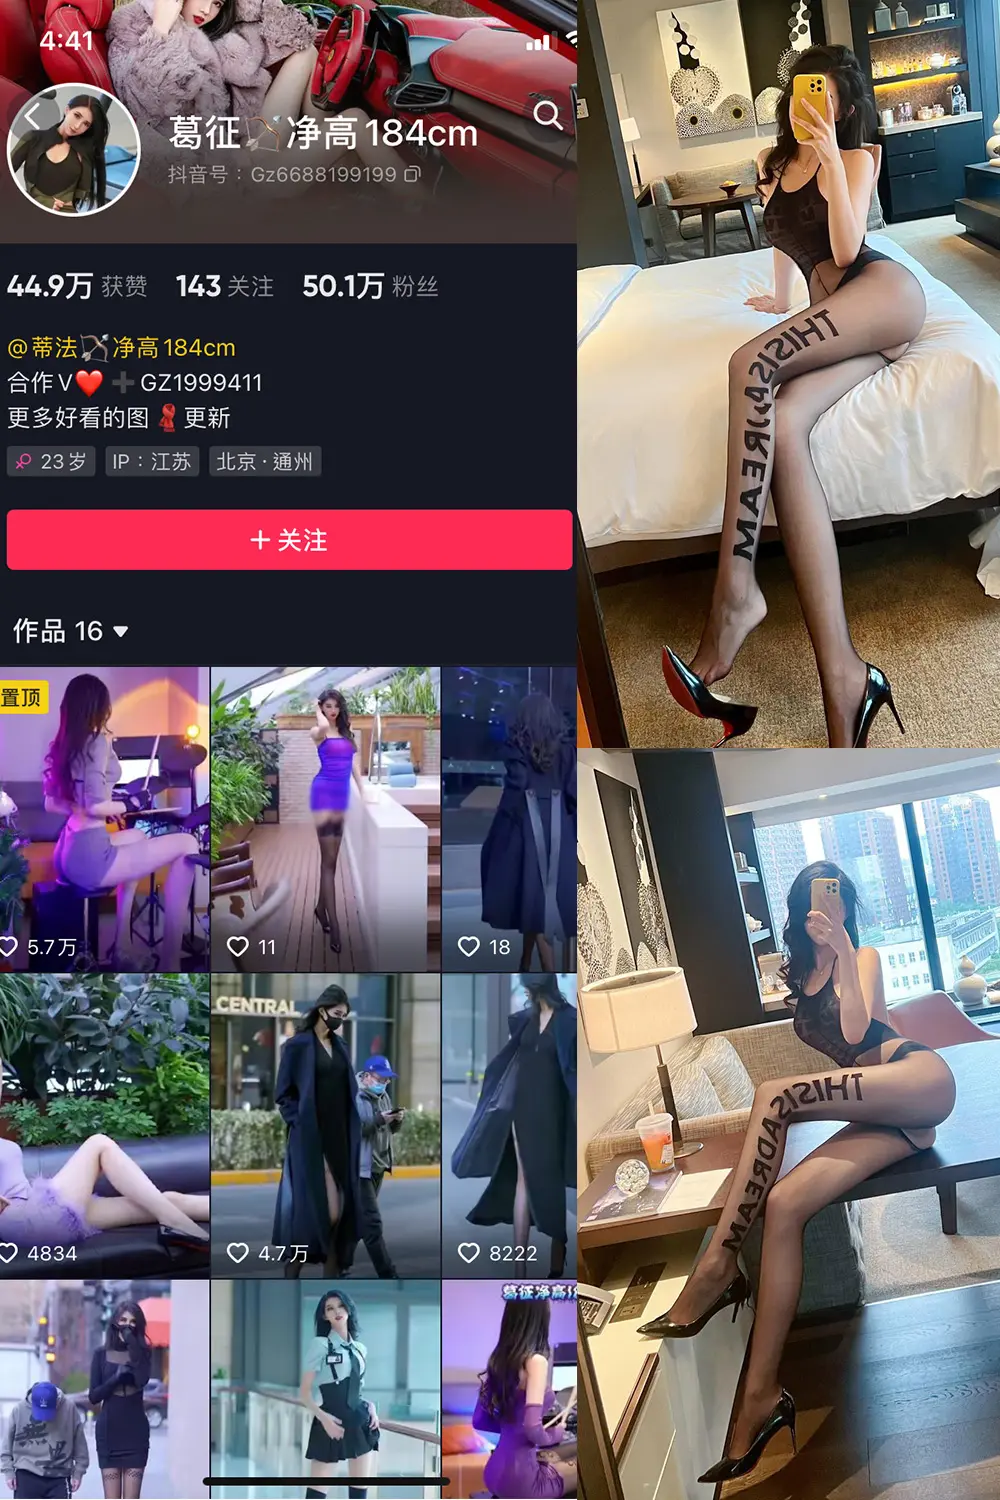 4:41
葛征🏹净高184cm
抖音号：Gz6688199199
44.9万 获赞 143 关注 50.1万 粉丝
@蒂法🏹净高184cm
合作V❤️➕GZ1999411
更多好看的图🧣更新
23岁 IP：江苏 北京·通州
+ 关注
作品 16
置顶
5.7万
11
18
CENTRAL
4834
4.7万
8222
葛征净高
THISISADREAM
THISISADREAM